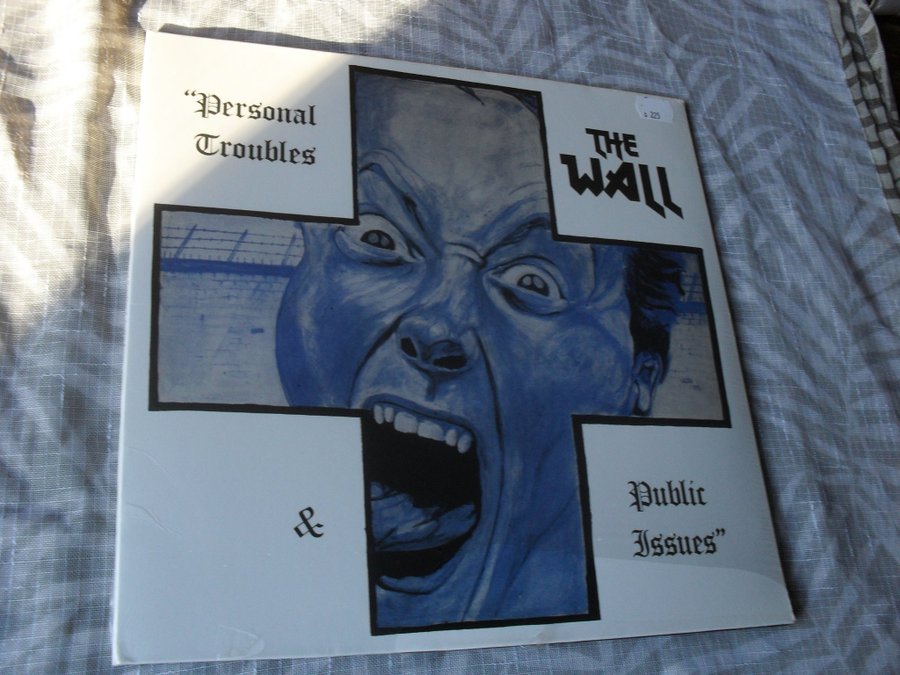 “Personal
Troubles
THE
WALL
&
Public
Issues”